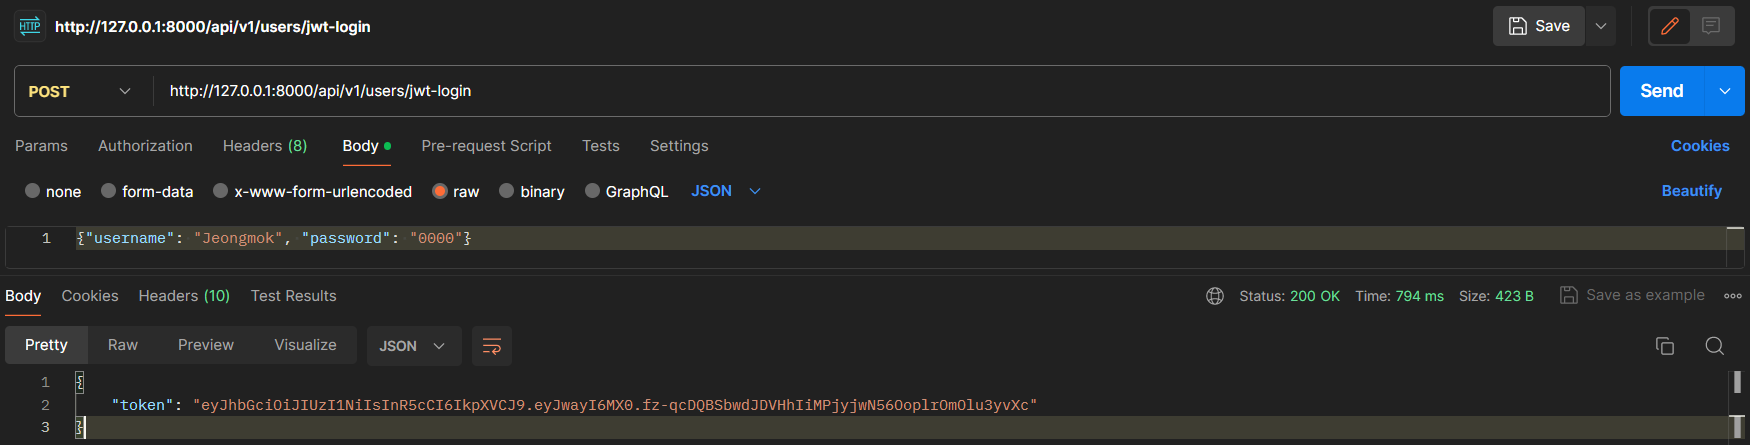 HTTP http://127.0.0.1:8000/api/v1/users/jwt-login Save
POST http://127.0.0.1:8000/api/v1/users/jwt-login Send
Params Authorization Headers (8) Body Pre-request Script Tests Settings Cookies
none form-data x-www-form-urlencoded raw binary GraphQL JSON Beautify
1 {"username": "Jeongmok", "password": "0000"}
Body Cookies Headers (10) Test Results Status: 200 OK Time: 794 ms Size: 423 B Save as example
Pretty Raw Preview Visualize JSON
1 {
2 "token": "eyJhbGciOiJIUzI1NiIsInR5cCI6IkpXVCJ9.eyJwayI6MX0.fz-qcDQBSbwdJDVHhIiMPjyjwN56OoplrOmOlu3yvXc"
3 }